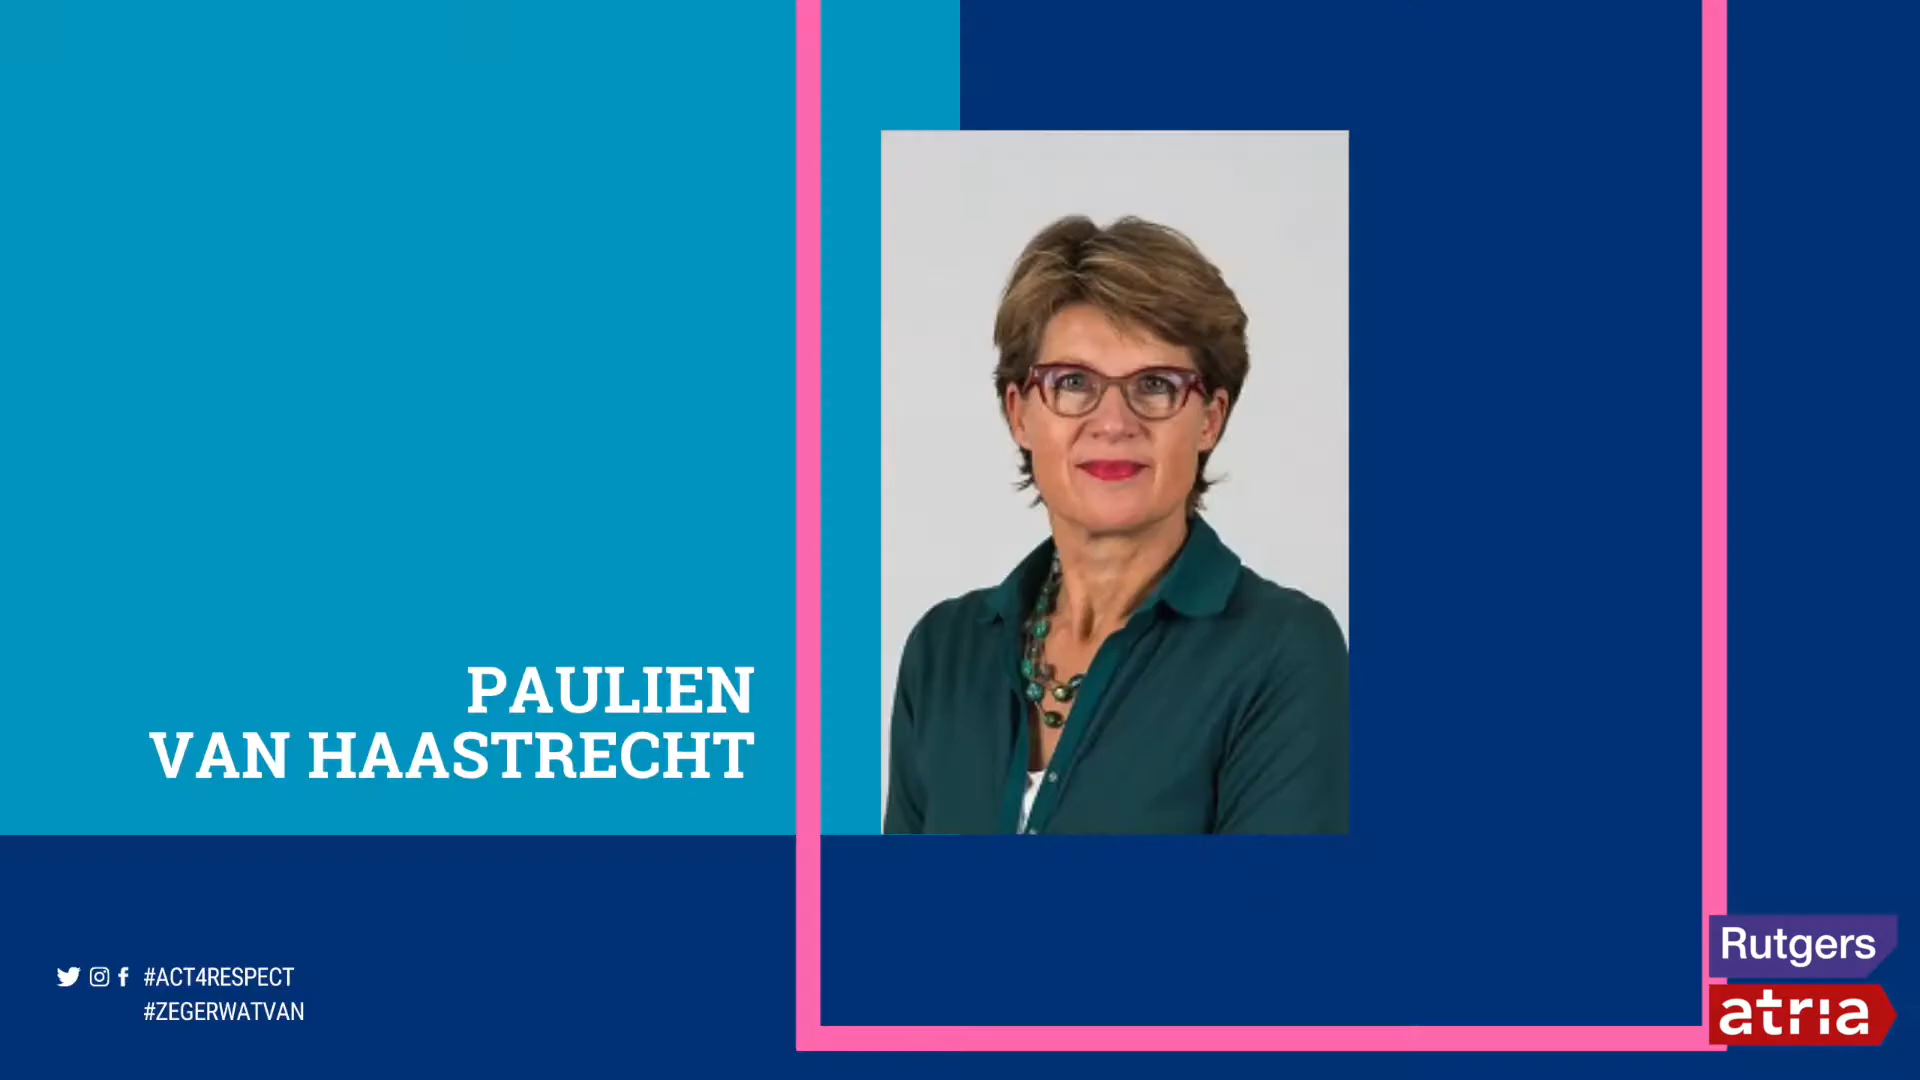 PAULIEN
VAN HAASTRECHT
#ACT4RESPECT
#ZEGERWATVAN
Rutgers
atria